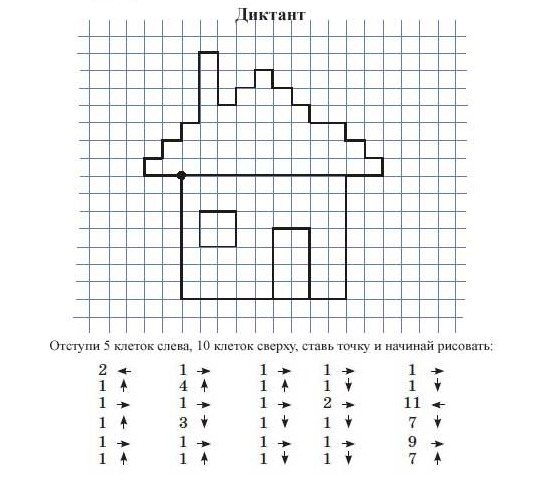 Диктант
Отступи 5 клеток слева, 10 клеток сверху, ставь точку и начинай рисовать:
2 ← 1 → 1 → 1 → 1 →
1 ↑ 4 ↑ 1 ↑ 1 ↓ 1 ↓
1 → 1 → 1 → 2 → 11 ←
1 ↑ 3 ↓ 1 ↓ 1 ↓ 7 ↓
1 → 1 → 1 → 1 → 9 →
1 ↑ 1 ↑ 1 ↓ 1 ↓ 7 ↑